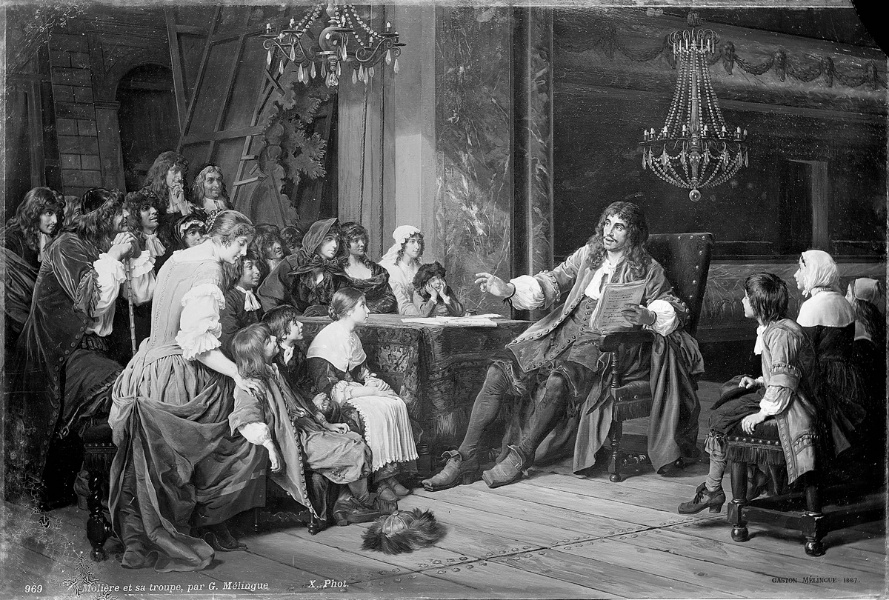 969 Molière et sa troupe, par G. Mélingue X. Phot.
GASTON MÉLINGUE